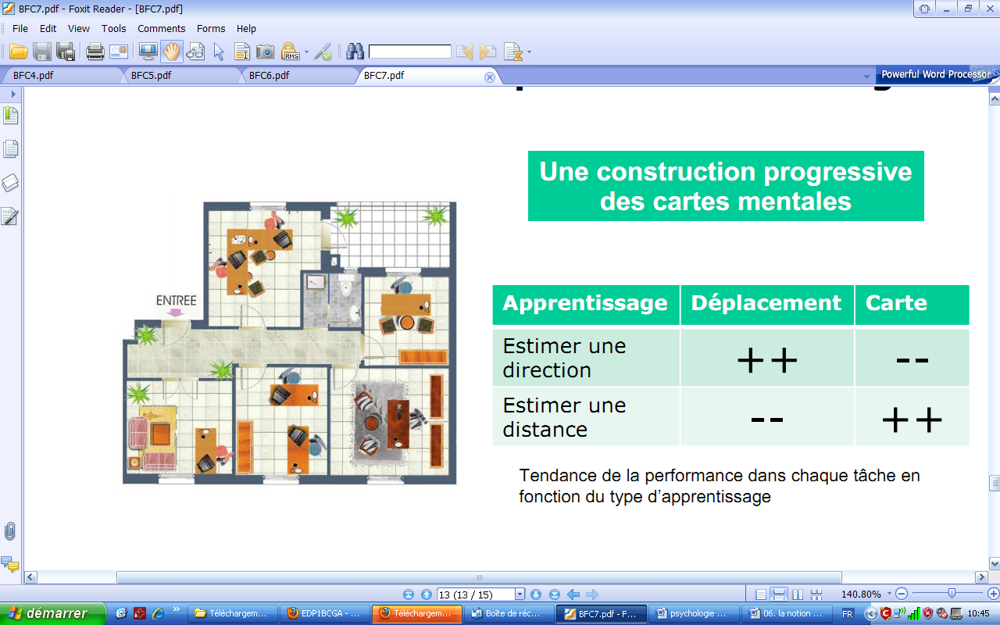 BFC7.pdf - Foxit Reader - [BFC7.pdf]
File Edit View Tools Comments Forms Help
RMS
BFC4.pdf BFC5.pdf BFC6.pdf BFC7.pdf
Powerful Word Processor
Une construction progressive
des cartes mentales
ENTREE
Apprentissage Déplacement Carte
Estimer une
direction
++ --
Estimer une
distance
-- ++
Tendance de la performance dans chaque tâche en
fonction du type d'apprentissage
13 (13 / 15)
140.80%
démarrer
Téléchargem...
EDP1BCGA - ...
Téléchargem...
Boîte de réc...
BFC7.pdf - F...
psychologie ...
06. la notion ...
FR
10:45